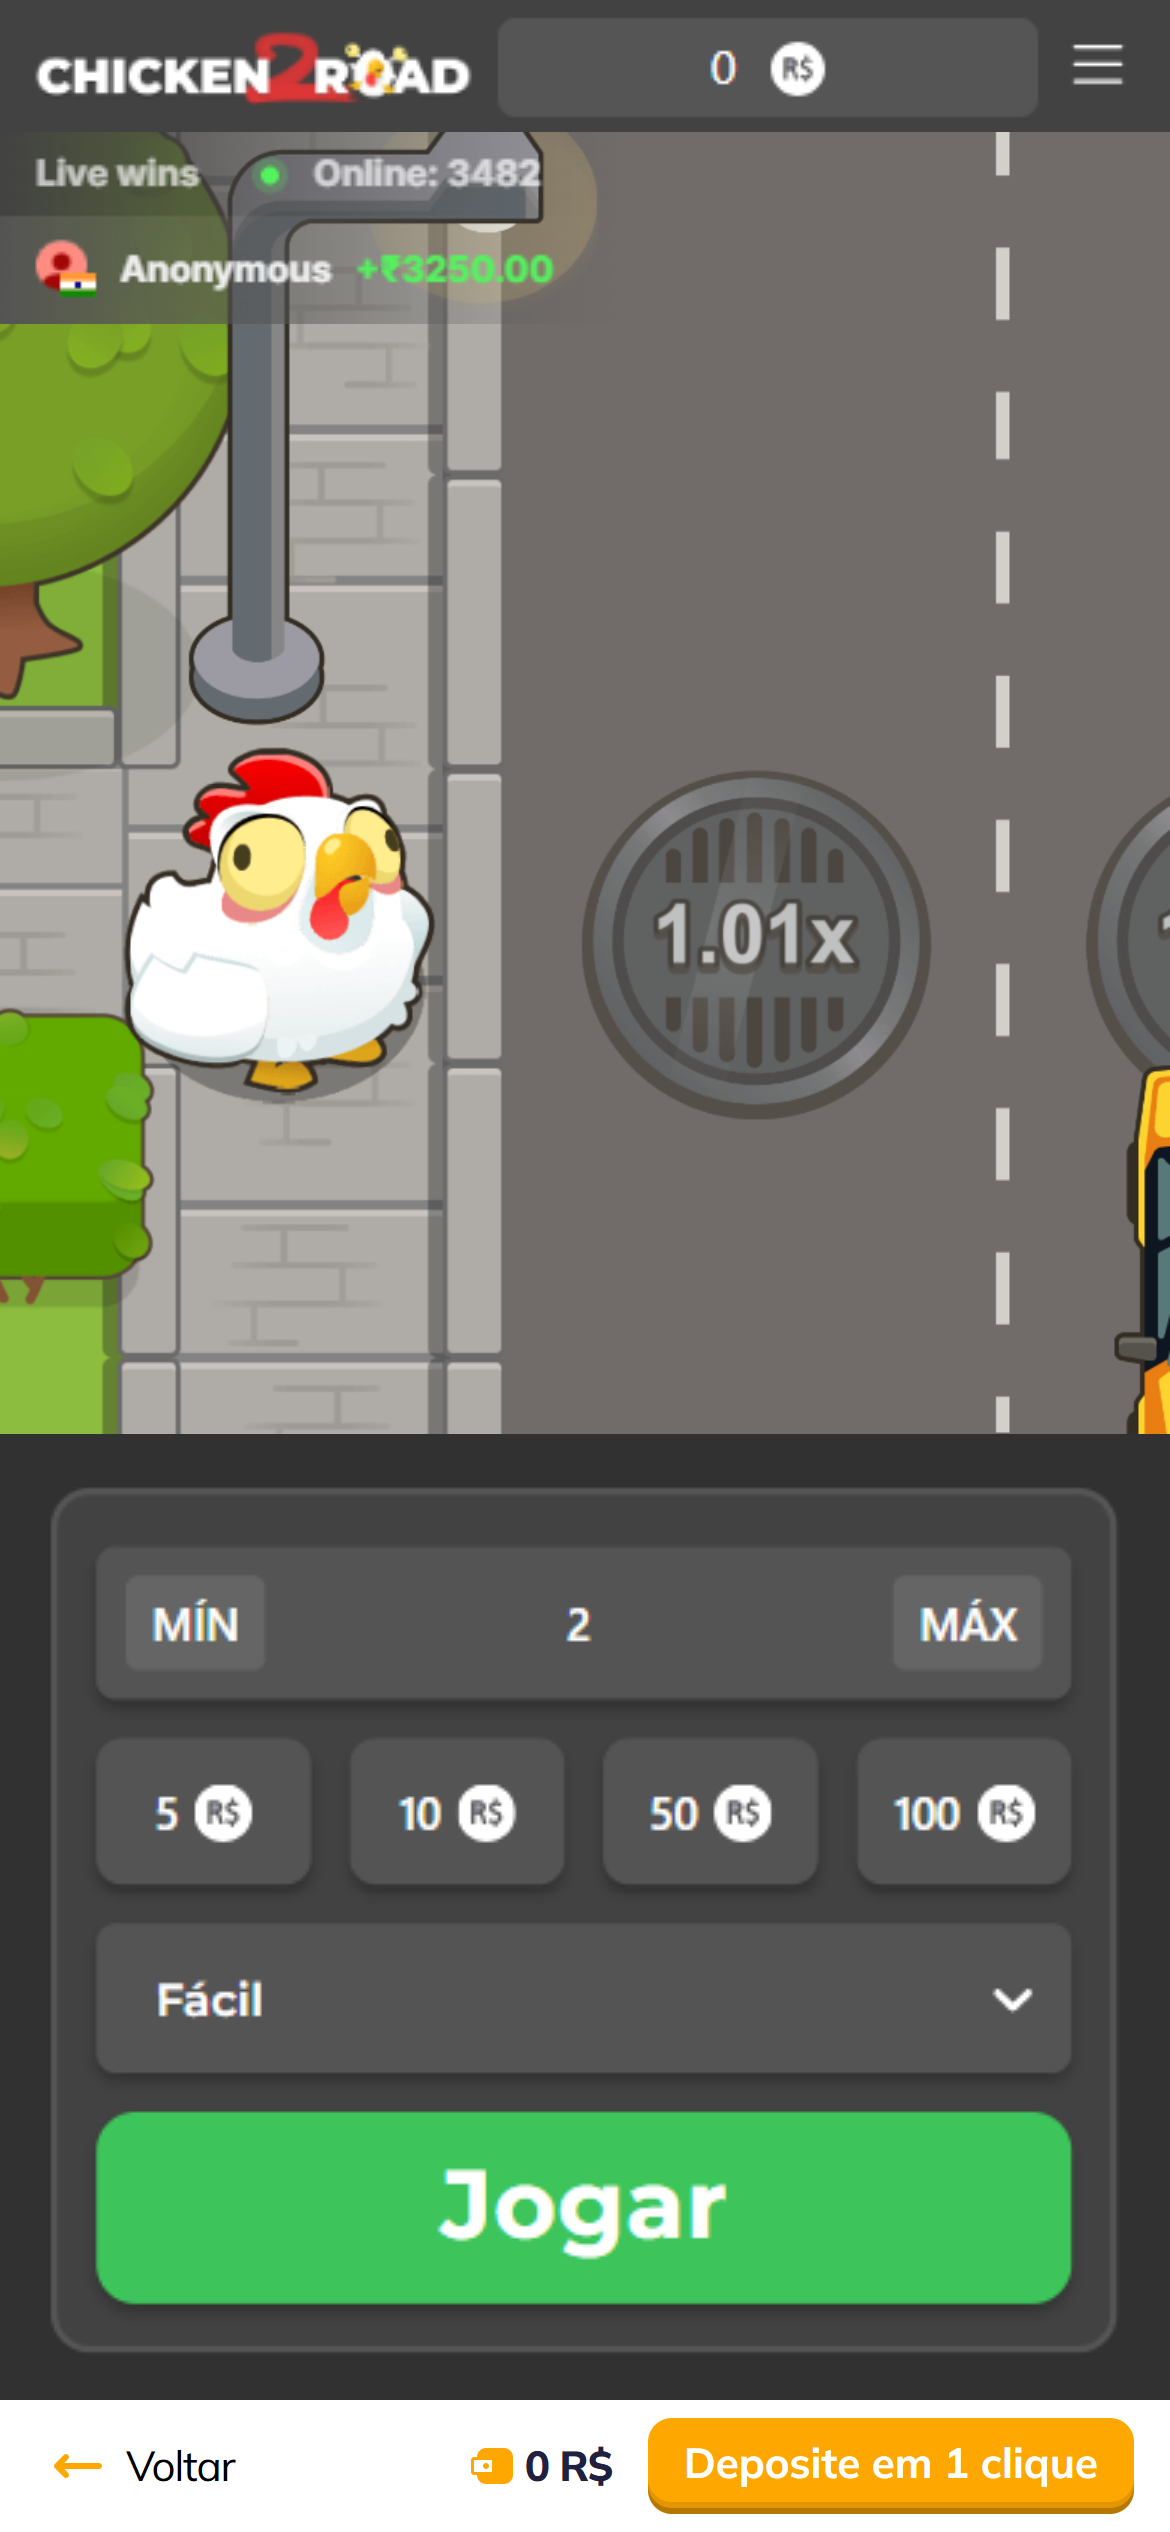 CHICKEN 2 ROAD
0 R$
Live wins Online: 3482
Anonymous +₹3250.00
1.01x
MÍN 2 MÁX
5 R$ 10 R$ 50 R$ 100 R$
Fácil
Jogar
Voltar 0 R$ Deposite em 1 clique